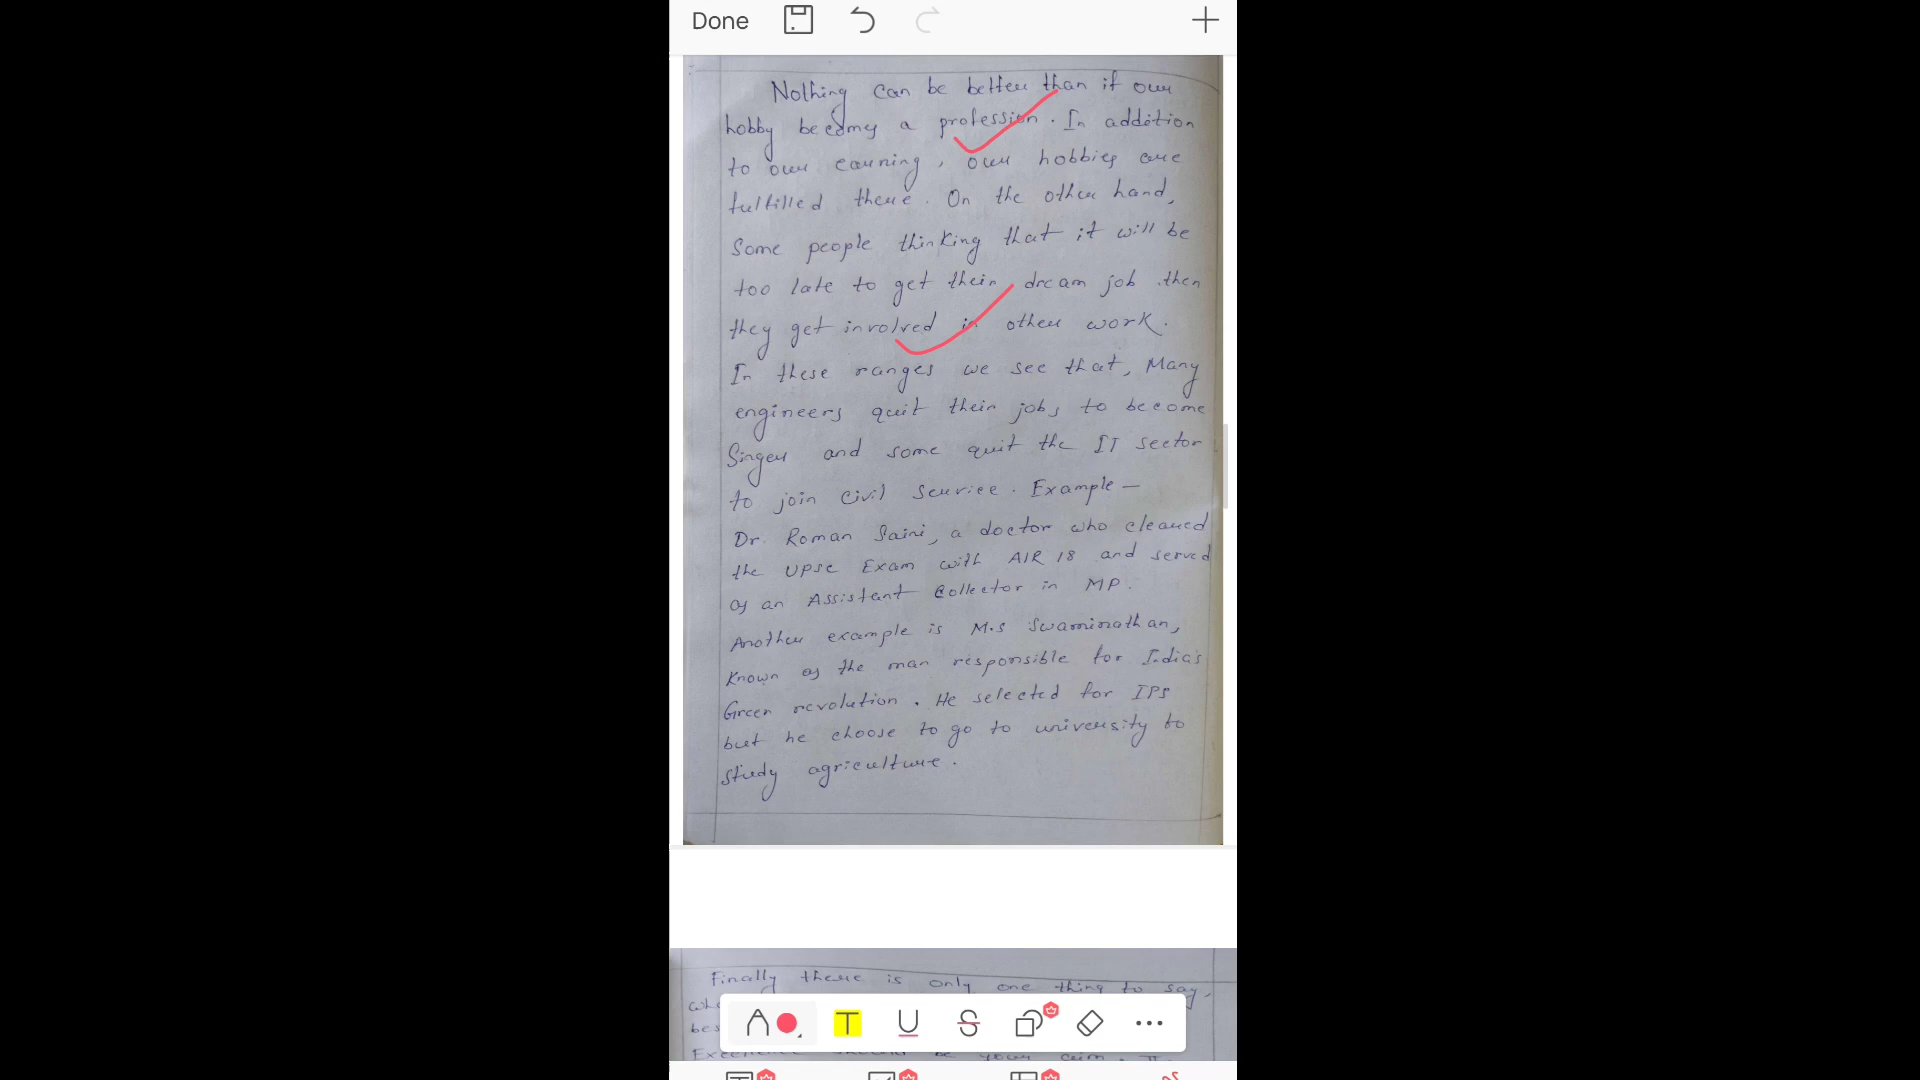 Done
Nothing can be better than if our
hobby becomes a profession. In addition
to our earning, our hobbies are
fulfilled there. On the other hand,
Some people thinking that it will be
too late to get their dream job then
they get involved in other work.
In these ranges we see that, Many
engineers quit their jobs to become
Singer and some quit the IT sector
to join Civil Service. Example —
Dr. Roman Saini, a doctor who cleared
the UPSC Exam with AIR 18 and served
as an Assistant Collector in MP.
Another example is M.S Swaminathan,
Known as the man responsible for India's
Green revolution. He selected for IPS
but he choose to go to university to
study agriculture.
Finally there is only one thing to say,
T U S